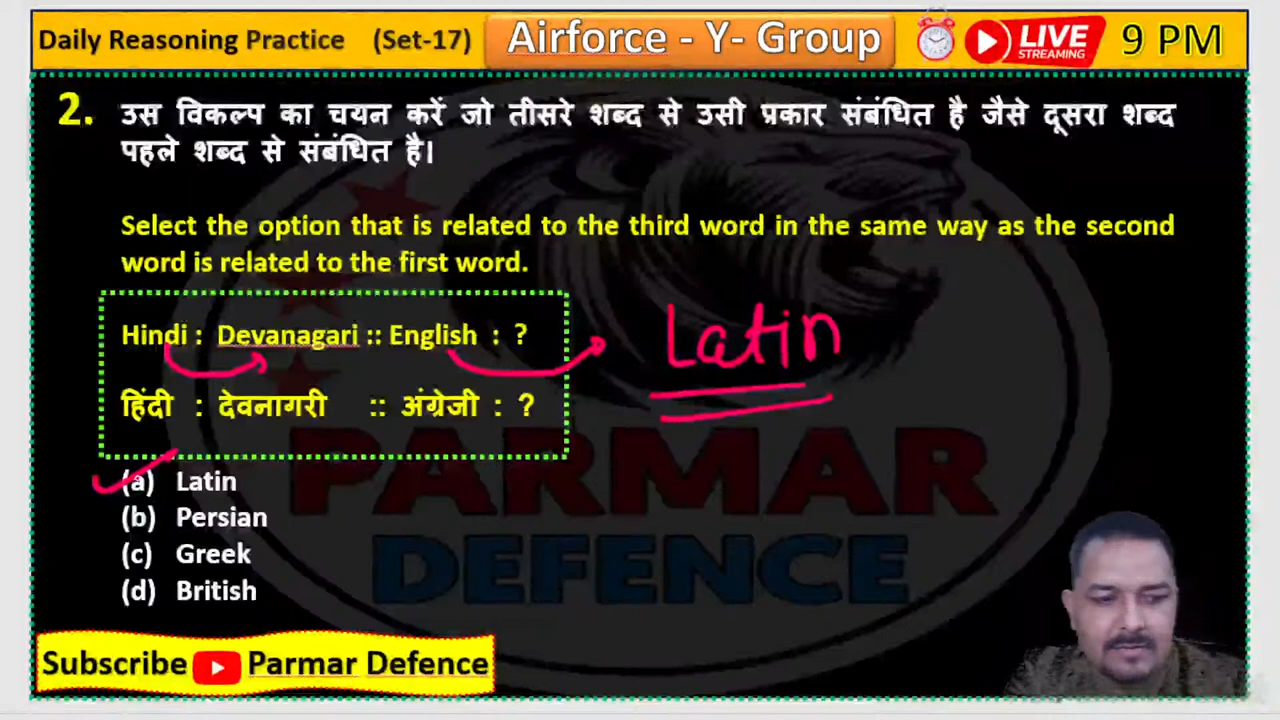 Daily Reasoning Practice (Set-17) Airforce - Y- Group LIVE STREAMING 9 PM
2. उस विकल्प का चयन करें जो तीसरे शब्द से उसी प्रकार संबंधित है जैसे दूसरा शब्द
पहले शब्द से संबंधित है।
Select the option that is related to the third word in the same way as the second
word is related to the first word.
Hindi : Devanagari :: English : ?
Latin
हिंदी : देवनागरी :: अंग्रेजी : ?
(a) Latin
(b) Persian
(c) Greek
(d) British
PARMAR
DEFENCE
Subscribe Parmar Defence